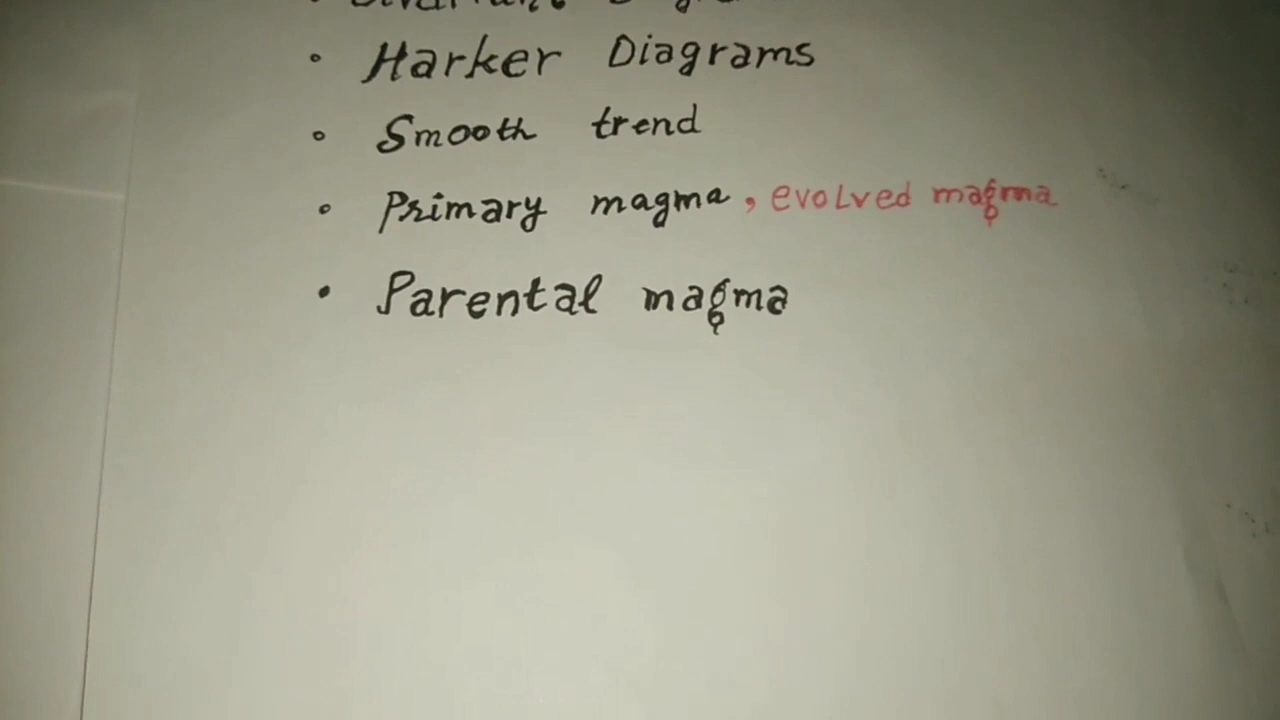 • Harker Diagrams
• Smooth trend
• Primary magma, evolved magma
• Parental magma